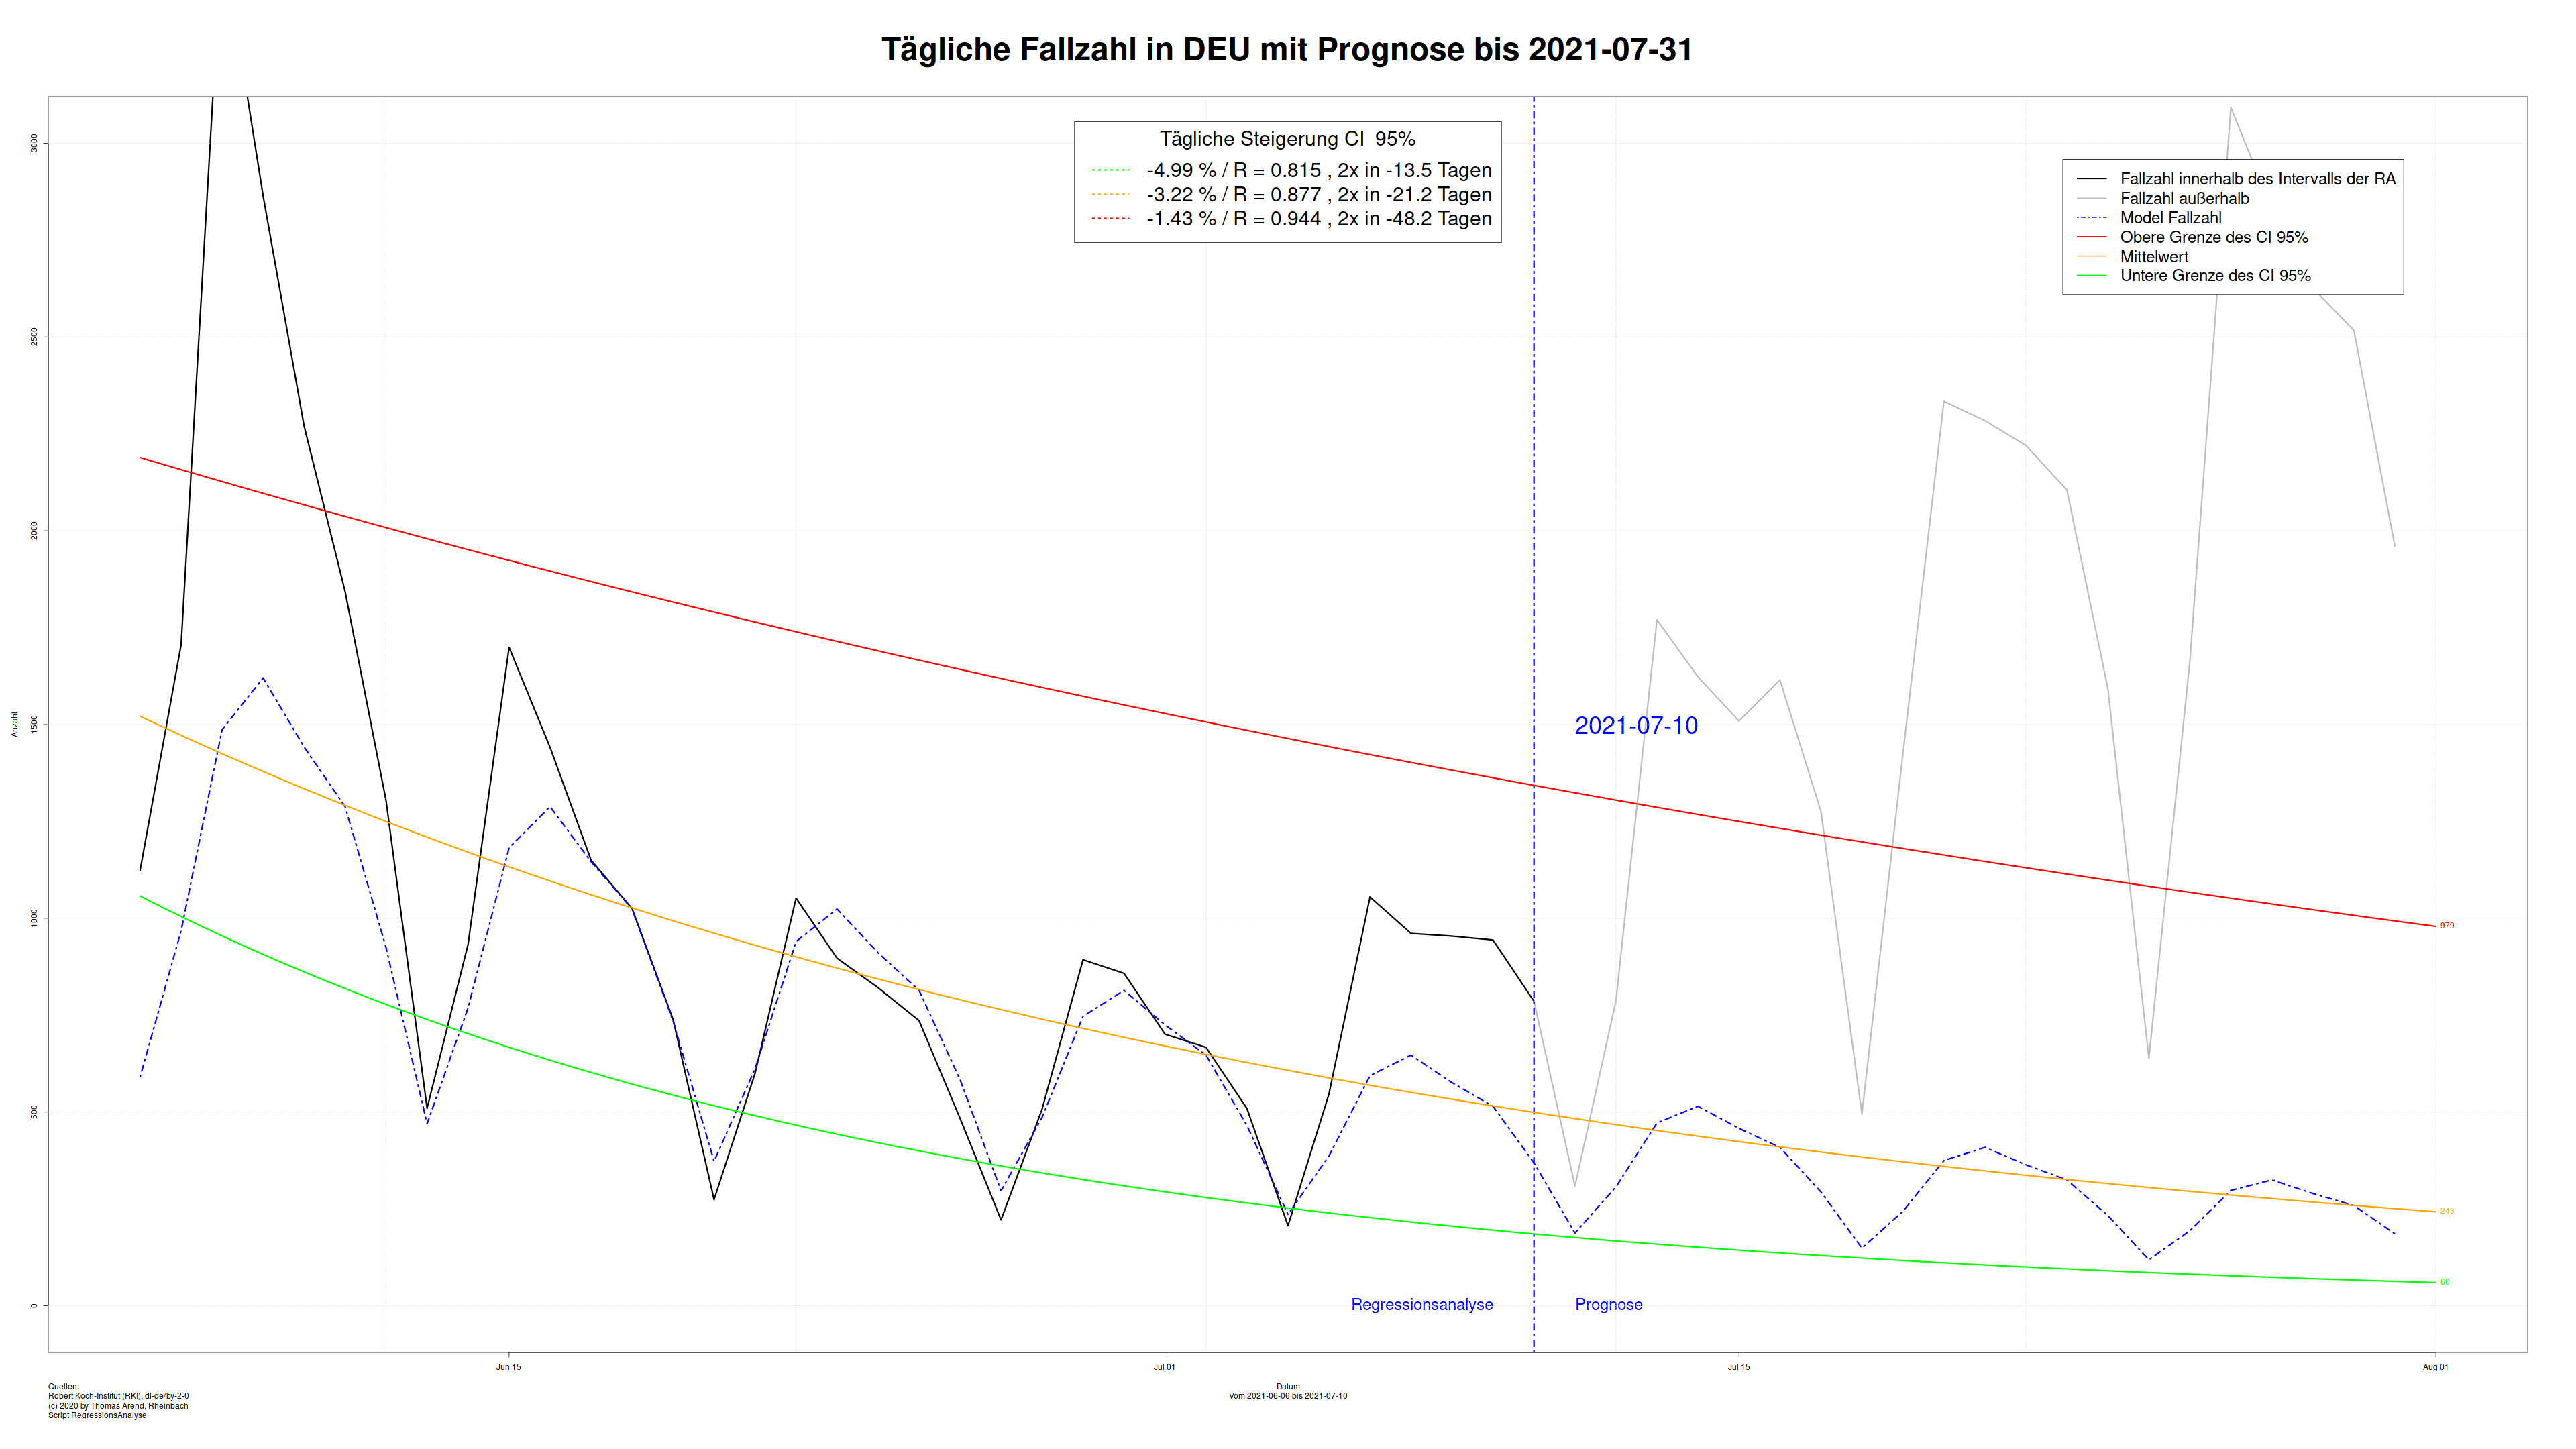 Tägliche Fallzahl in DEU mit Prognose bis 2021-07-31
Tägliche Steigerung CI  95%
-4.99 % / R = 0.815 , 2x in -13.5 Tagen
-3.22 % / R = 0.877 , 2x in -21.2 Tagen
-1.43 % / R = 0.944 , 2x in -48.2 Tagen
Fallzahl innerhalb des Intervalls der RA
Fallzahl außerhalb
Model Fallzahl
Obere Grenze des CI 95%
Mittelwert
Untere Grenze des CI 95%
3000
2500
2000
1500
1000
500
0
Anzahl
2021-07-10
979
243
60
Regressionsanalyse
Prognose
Jun 15
Jul 01
Jul 15
Aug 01
Datum
Vom 2021-06-06 bis 2021-07-10
Quellen:
Robert Koch-Institut (RKI), dl-de/by-2-0
(c) 2020 by Thomas Arend, Rheinbach
Script RegressionsAnalyse